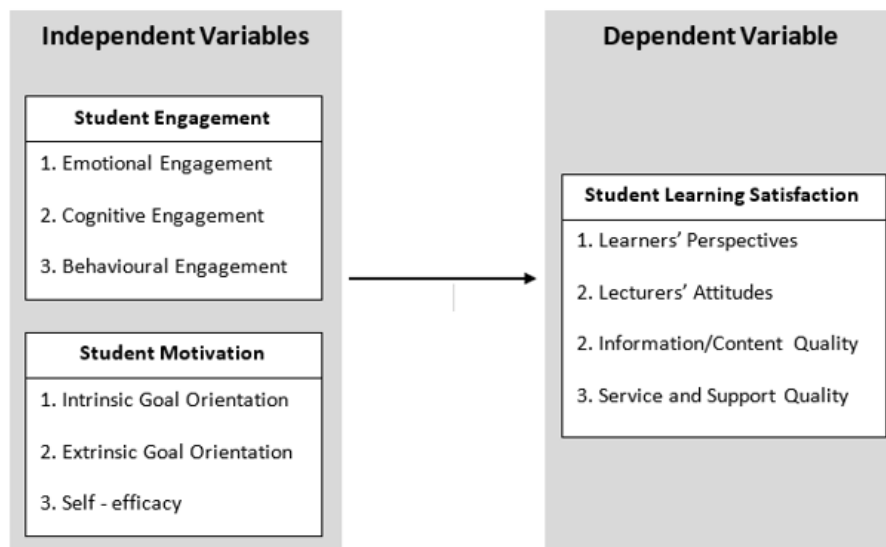 Independent Variables
Student Engagement
1. Emotional Engagement
2. Cognitive Engagement
3. Behavioural Engagement
Student Motivation
1. Intrinsic Goal Orientation
2. Extrinsic Goal Orientation
3. Self - efficacy
Dependent Variable
Student Learning Satisfaction
1. Learners’ Perspectives
2. Lecturers’ Attitudes
2. Information/Content Quality
3. Service and Support Quality